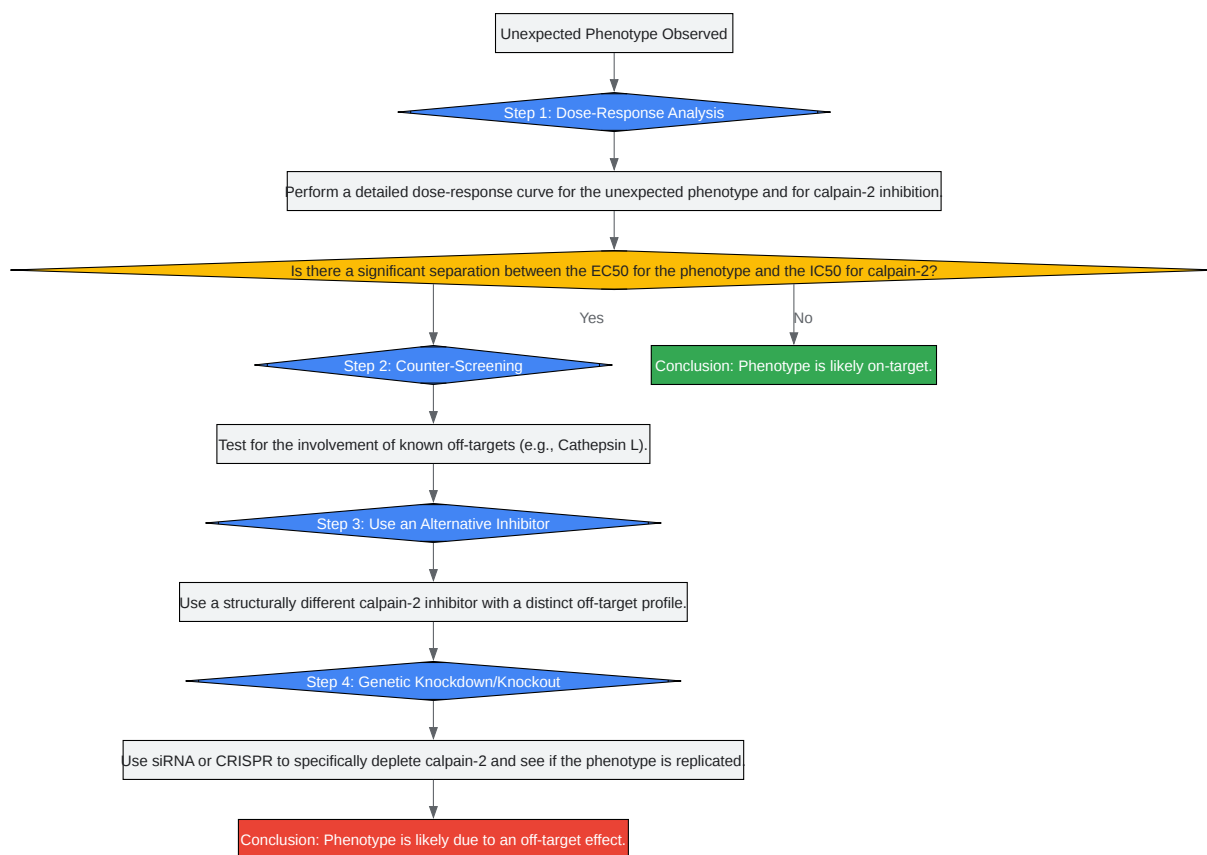 Unexpected Phenotype Observed
Step 1: Dose-Response Analysis
Perform a detailed dose-response curve for the unexpected phenotype and for calpain-2 inhibition.
Is there a significant separation between the EC50 for the phenotype and the IC50 for calpain-2?
Yes
No
Step 2: Counter-Screening
Conclusion: Phenotype is likely on-target.
Test for the involvement of known off-targets (e.g., Cathepsin L).
Step 3: Use an Alternative Inhibitor
Use a structurally different calpain-2 inhibitor with a distinct off-target profile.
Step 4: Genetic Knockdown/Knockout
Use siRNA or CRISPR to specifically deplete calpain-2 and see if the phenotype is replicated.
Conclusion: Phenotype is likely due to an off-target effect.